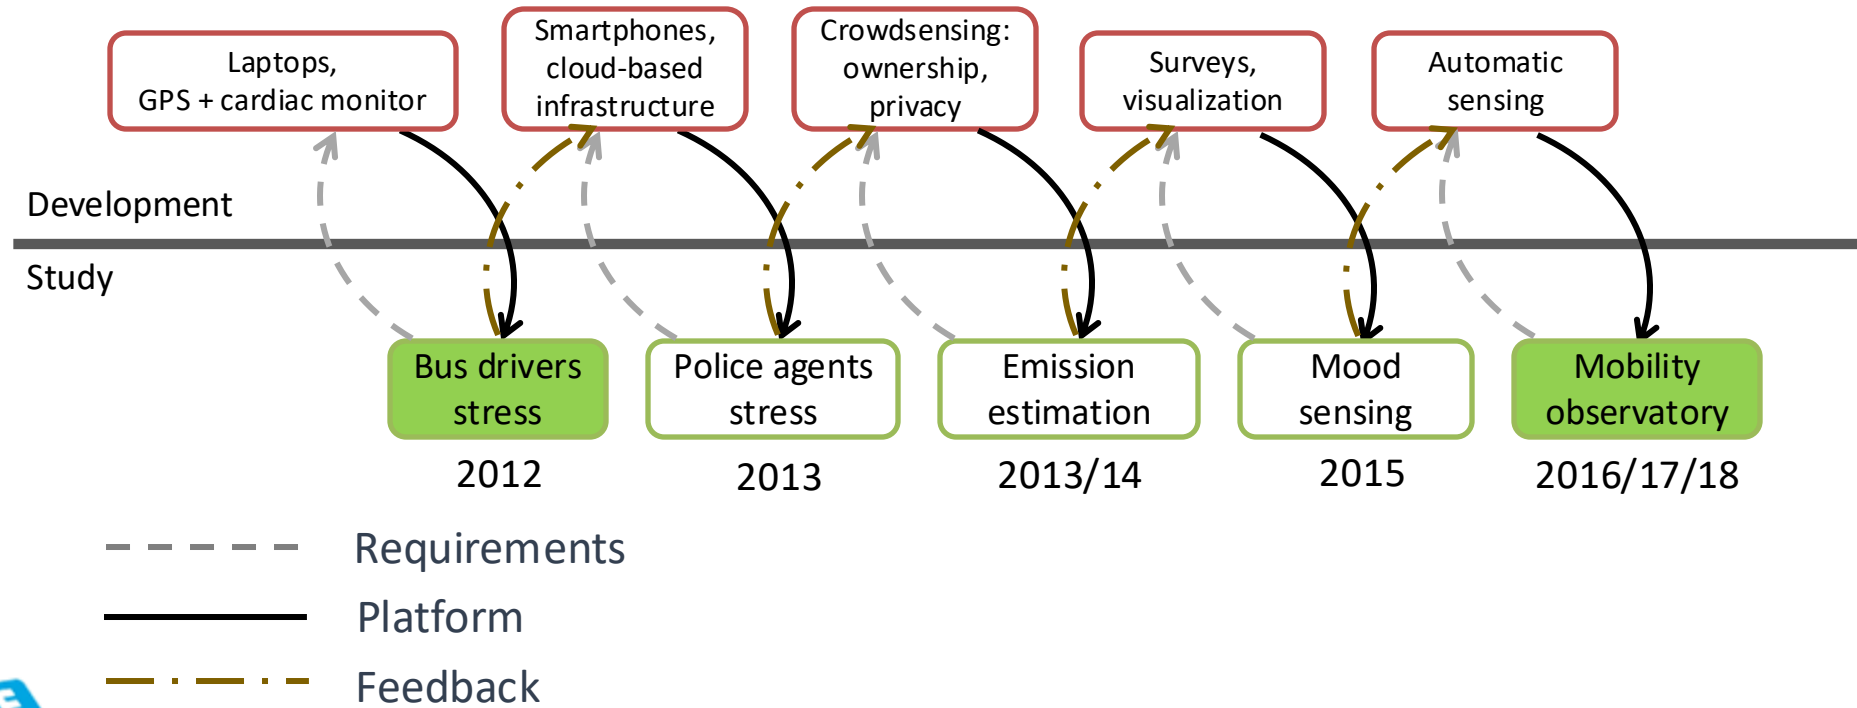 Laptops,
GPS + cardiac monitor
Smartphones,
cloud-based
infrastructure
Crowdsensing:
ownership,
privacy
Surveys,
visualization
Automatic
sensing
Development
Study
Bus drivers
stress
Police agents
stress
Emission
estimation
Mood
sensing
Mobility
observatory
2012
2013
2013/14
2015
2016/17/18
Requirements
Platform
Feedback